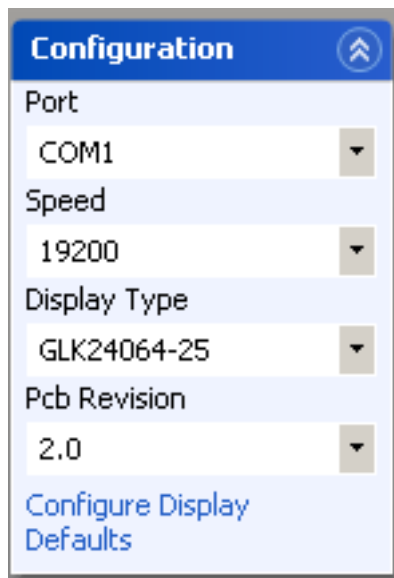 Configuration
Port
COM1
Speed
19200
Display Type
GLK24064-25
Pcb Revision
2.0
Configure Display
Defaults